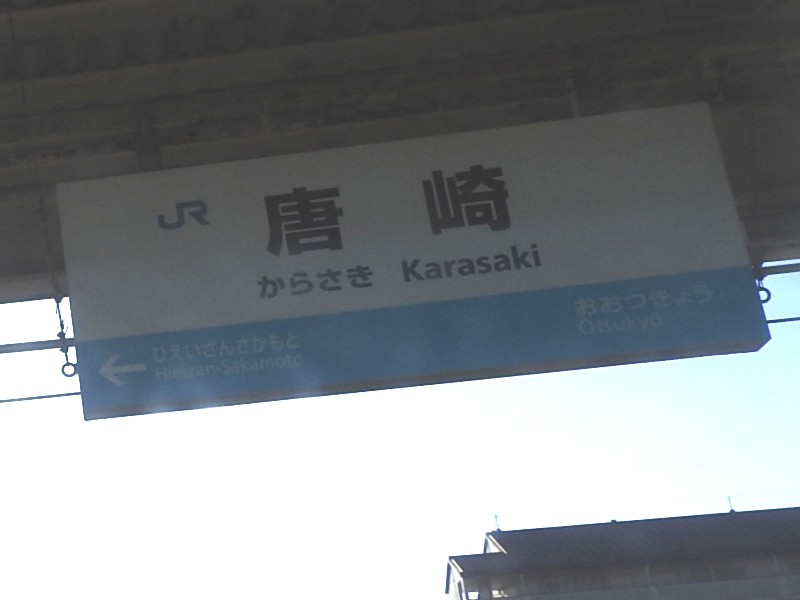 JR 唐崎
からさき Karasaki
ひえいざんさかもと
Hieizan-Sakamoto
おおつきょう
Ōtsukyō